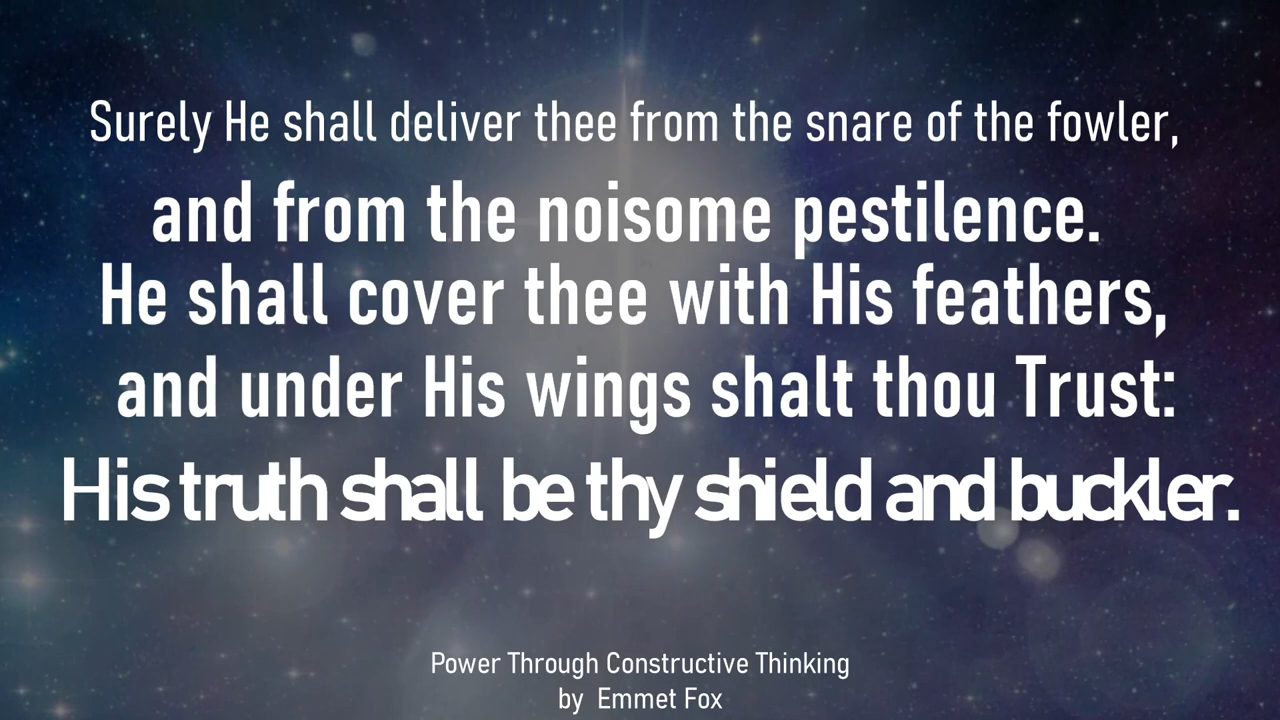 Surely He shall deliver thee from the snare of the fowler,
and from the noisome pestilence.
He shall cover thee with His feathers,
and under His wings shalt thou Trust:
His truth shall be thy shield and buckler.
Power Through Constructive Thinking
by Emmet Fox